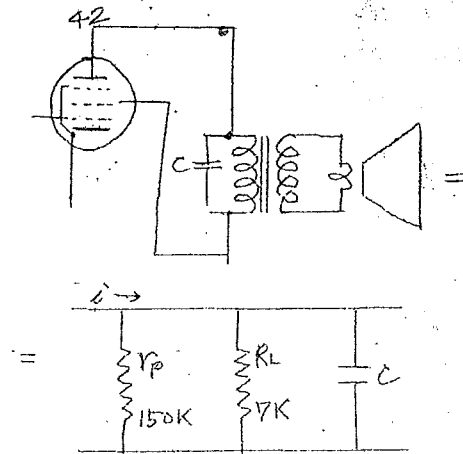 42
C
=
i →
=
rp
RL
C
150K
7K